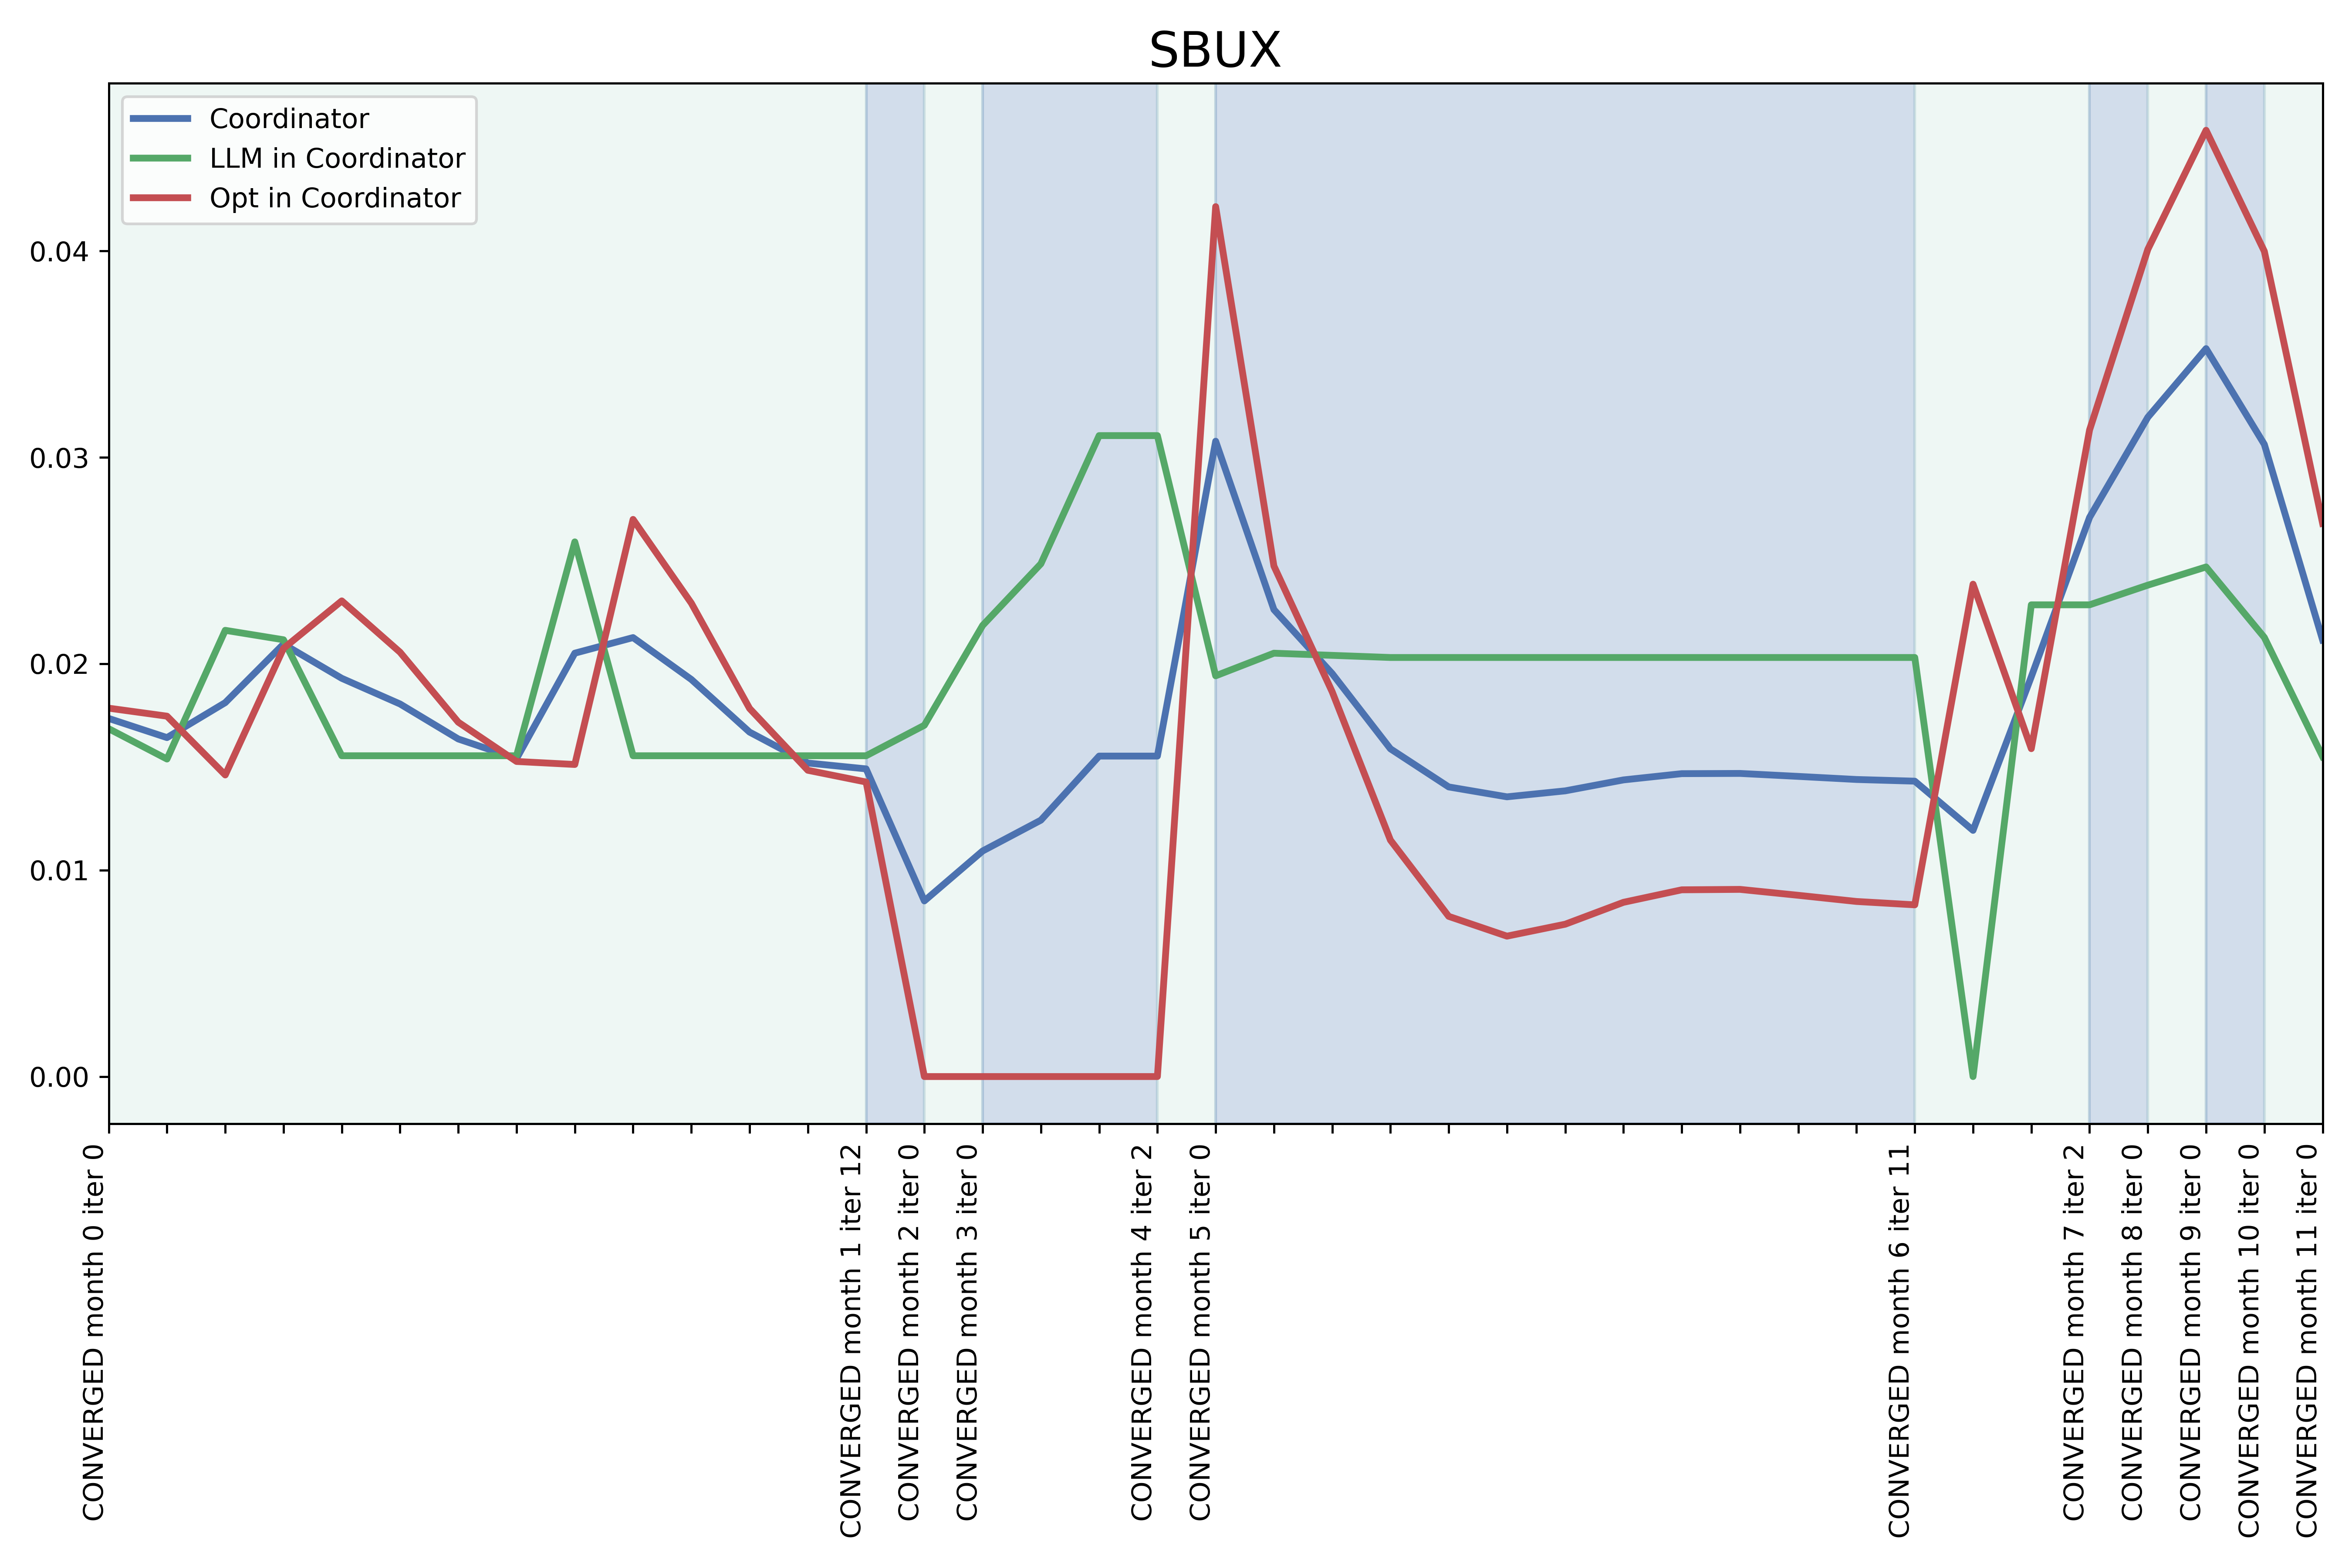 SBUX
Coordinator
LLM in Coordinator
Opt in Coordinator
0.04
0.03
0.02
0.01
0.00
CONVERGED month 0 iter 0
CONVERGED month 1 iter 12
CONVERGED month 2 iter 0
CONVERGED month 3 iter 0
CONVERGED month 4 iter 2
CONVERGED month 5 iter 0
CONVERGED month 6 iter 11
CONVERGED month 7 iter 2
CONVERGED month 8 iter 0
CONVERGED month 9 iter 0
CONVERGED month 10 iter 0
CONVERGED month 11 iter 0